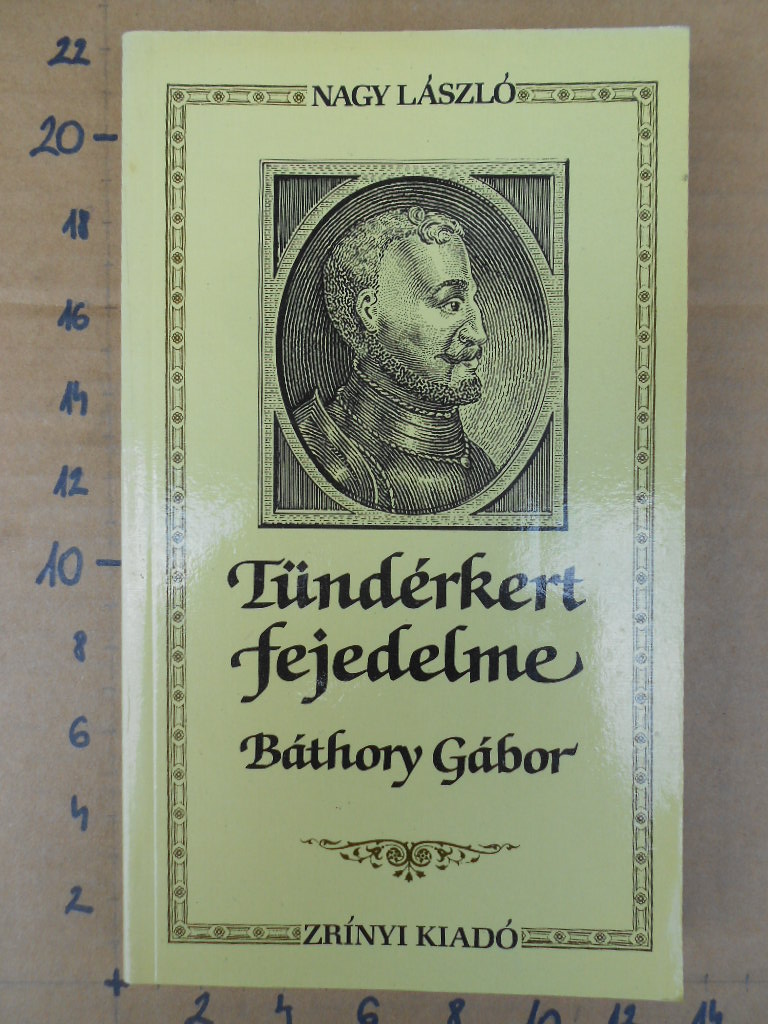 NAGY LÁSZLÓ
Tündérkert
fejedelme
Báthory Gábor
ZRÍNYI KIADÓ
22
20
18
16
14
12
10
8
6
4
2
2 4 6 8 10 12 14